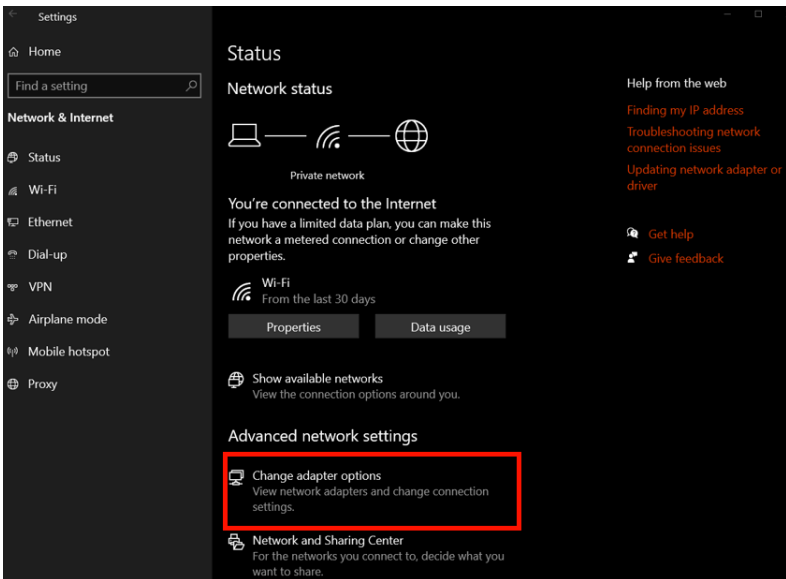 Settings
Home
Find a setting
Network & Internet
Status
Wi-Fi
Ethernet
Dial-up
VPN
Airplane mode
Mobile hotspot
Proxy
Status
Network status
Private network
You're connected to the Internet
If you have a limited data plan, you can make this
network a metered connection or change other
properties.
Wi-Fi
From the last 30 days
Properties
Data usage
Show available networks
View the connection options around you.
Advanced network settings
Change adapter options
View network adapters and change connection
settings.
Network and Sharing Center
For the networks you connect to, decide what you
want to share.
Help from the web
Finding my IP address
Troubleshooting network
connection issues
Updating network adapter or
driver
Get help
Give feedback